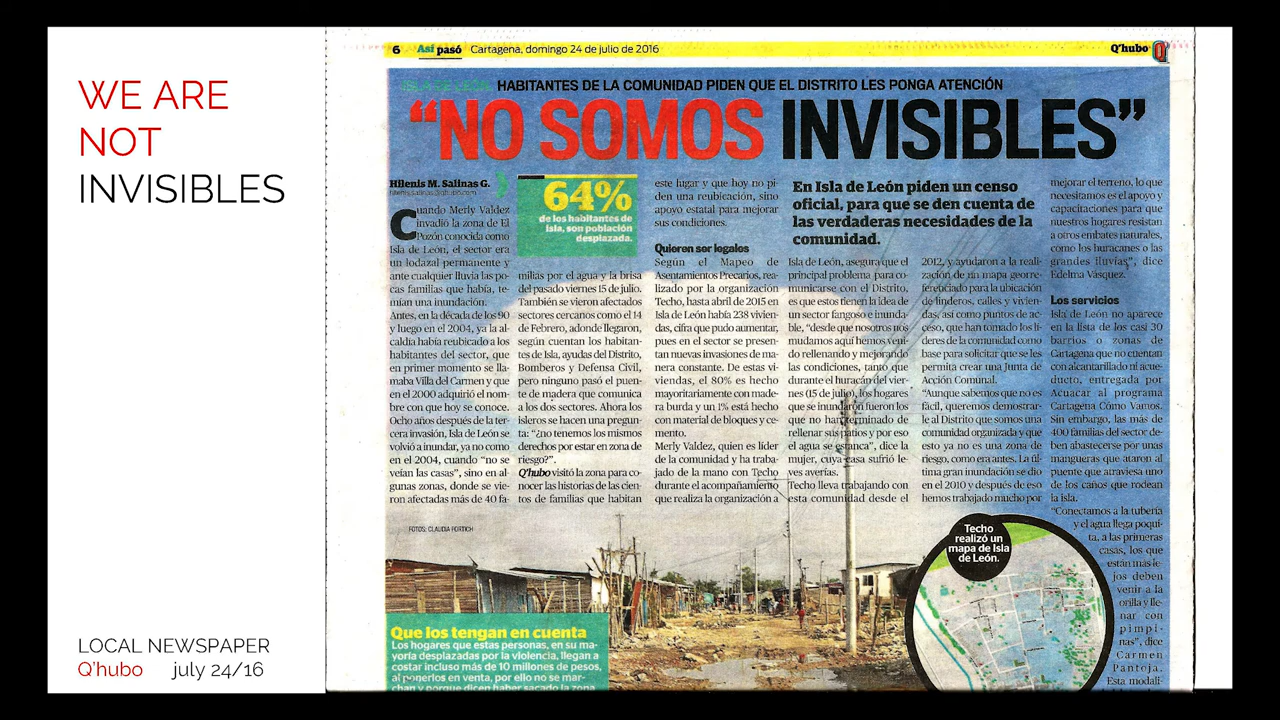 WE ARE
NOT
INVISIBLES
LOCAL NEWSPAPER
Q'hubo july 24/16
6 Así pasó Cartagena, domingo 24 de julio de 2016
Q'hubo
ISLA DE LEÓN HABITANTES DE LA COMUNIDAD PIDEN QUE EL DISTRITO LES PONGA ATENCIÓN
“NO SOMOS INVISIBLES”
Hilenis M. Salinas G.
Cuando Merly Valdez
invadió la zona de El
Pozón conocida como
Isla de León, el sector era
un lodazal permanente y
ante cualquier lluvia las po-
cas familias que había, te-
mían una inundación.
Antes, en la década de los 90
y luego en el 2004, ya la al-
caldía había reubicado a los
habitantes del sector, que
en primer momento se lla-
maba Villa del Carmen y que
en el 2000 adquirió el nom-
bre con que hoy se conoce.
Ocho años después de la ter-
cera invasión, Isla de León se
volvió a inundar, ya no como
en el 2004, cuando “no se
veían las casas”, sino en al-
gunas zonas, donde se vie-
ron afectadas más de 40 fa-
64%
de los habitantes de
Isla, son población
desplazada.
milias por el agua y la brisa
del pasado viernes 15 de julio.
También se vieron afectados
sectores cercanos como el 14
de Febrero, adonde llegaron,
según cuentan los habitan-
tes de Isla, ayudas del Distrito,
Bomberos y Defensa Civil,
pero ninguno pasó el puen-
te de madera que comunica
a los dos sectores. Ahora los
isleros se hacen una pregun-
ta: “¿no tenemos los mismos
derechos por estar en zona de
riesgo?”.
Q'hubo visitó la zona para co-
nocer las historias de las cien-
tos de familias que habitan
este lugar y que hoy no pi-
den una reubicación, sino
apoyo estatal para mejorar
sus condiciones.
Quieren ser legales
Según el Mapeo de
Asentamientos Precarios, rea-
lizado por la organización
Techo, hasta abril de 2015 en
Isla de León había 238 vivien-
das, cifra que pudo aumentar,
pues en el sector se presen-
tan nuevas invasiones de ma-
nera constante. De estas vi-
viendas, el 80% es hecho
mayoritariamente con made-
ra burda y un 1% está hecho
con material de bloques y ce-
mento.
Merly Valdez, quien es líder
de la comunidad y ha traba-
jado de la mano con Techo
durante el acompañamiento
que realiza la organización a
En Isla de León piden un censo
oficial, para que se den cuenta de
las verdaderas necesidades de la
comunidad.
Isla de León, asegura que el
principal problema para co-
municarse con el Distrito,
es que estos tienen la idea de
un sector fangoso e inunda-
ble, “desde que nosotros nos
mudamos aquí hemos veni-
do rellenando y mejorando
las condiciones, tanto que
durante el huracán del vier-
nes (15 de julio), los hogares
que se inundaron fueron los
que no han terminado de
rellenar sus patios y por eso
el agua se estanca”, dice la
mujer, cuya casa sufrió le-
ves averías.
Techo lleva trabajando con
esta comunidad desde el
2012, y ayudaron a la reali-
zación de un mapa georre-
ferenciado para la ubicación
de linderos, calles y vivien-
das, así como puntos de ac-
ceso, que han tomado los lí-
deres de la comunidad como
base para solicitar que se les
permita crear una Junta de
Acción Comunal.
“Aunque sabemos que no es
fácil, queremos demostrar-
le al Distrito que somos una
comunidad organizada y que
esto ya no es una zona de
riesgo, como era antes. La úl-
tima gran inundación se dio
en el 2010 y después de eso
hemos trabajado mucho por
mejorar el terreno, lo que
necesitamos es el apoyo y
capacitaciones para que
nuestros hogares resistan
a otros embates naturales,
como los huracanes o las
grandes lluvias”, dice
Edelma Vásquez.
Los servicios
Isla de León no aparece
en la lista de los casi 30
barrios o zonas de
Cartagena que no cuentan
con alcantarillado ni acue-
ducto, entregada por
Acuacar al programa
Cartagena Cómo Vamos.
Sin embargo, las más de
400 familias del sector de-
ben abastecerse por unas
mangueras que ataron al
puente que atraviesa uno
de los caños que rodean
la isla.
“Conectamos a la tubería
y el agua llega poqui-
ta, a las primeras
casas, los que
están más le-
jos deben
venir a la
orilla y lle-
nar con
pimpi-
nas”, dice
Carmen
Pantoja.
Esta modali-
FOTOS: CLAUDIA FORTICH
Techo
realizó un
mapa de Isla
de León.
Que los tengan en cuenta
Los hogares que estas personas, en su ma-
yoría desplazadas por la violencia, llegan a
costar incluso más de 10 millones de pesos,
al ponerlos en venta, por ello no se mar-
chan y porque dicen haber sacado la zona